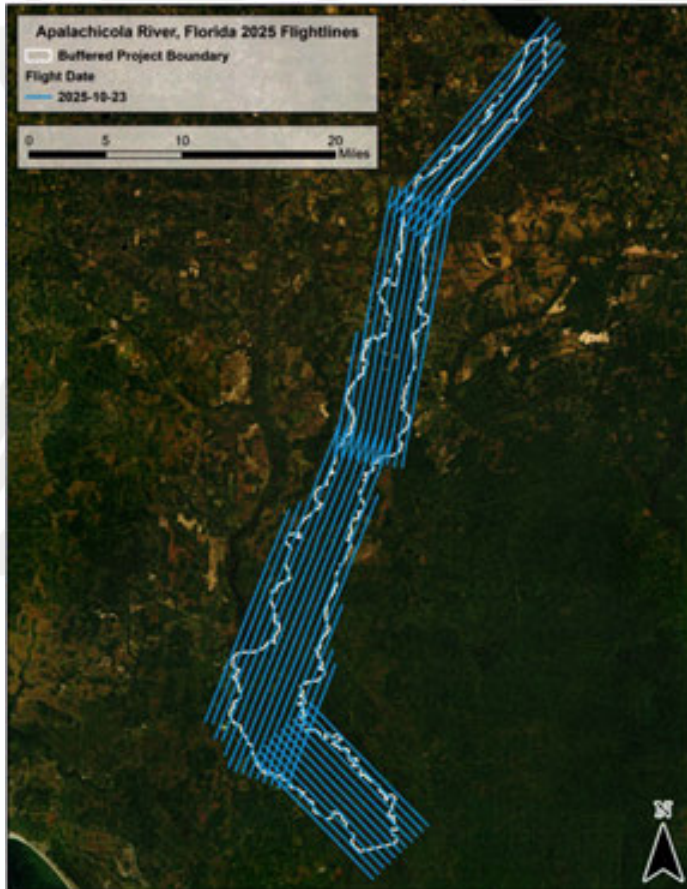 Apalachicola River, Florida 2025 Flightlines
Buffered Project Boundary
Flight Date
2025-10-23
0 5 10 20
Miles
N